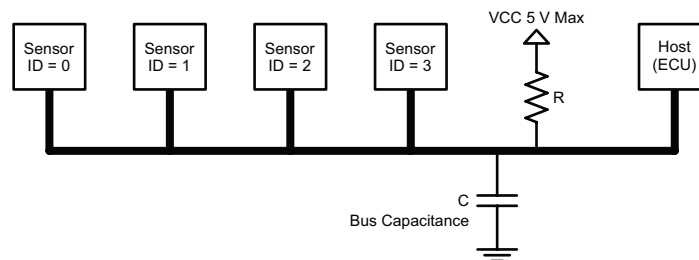 VCC 5 V Max
Sensor
ID = 0
Sensor
ID = 1
Sensor
ID = 2
Sensor
ID = 3
Host
(ECU)
R
C
Bus Capacitance